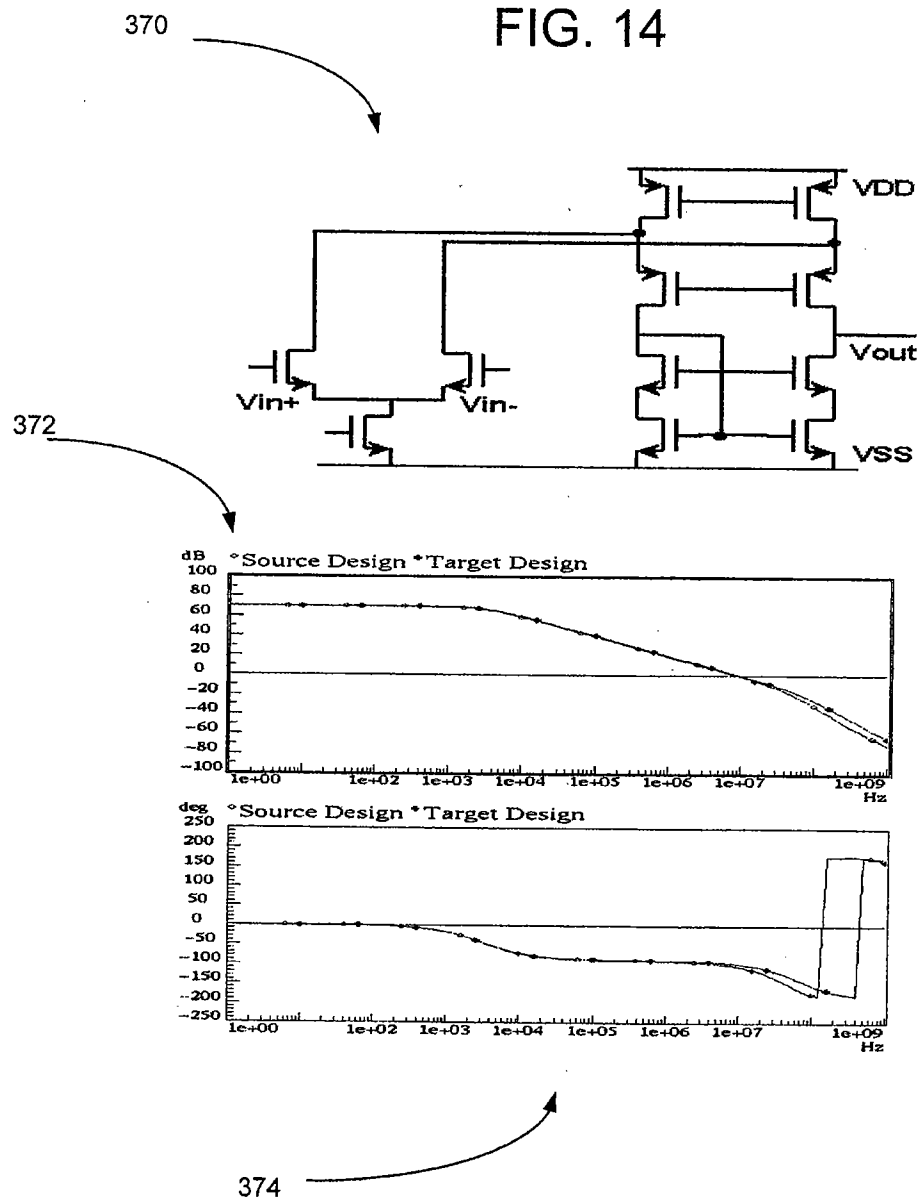 370
FIG. 14
VDD
Vout
Vin+
Vin-
VSS
372
dB
◇Source Design *Target Design
100
80
60
40
20
0
-20
-40
-60
-80
-100
1e+00
1e+02
1e+03
1e+04
1e+05
1e+06
1e+07
1e+09
Hz
deg
◇Source Design *Target Design
250
200
150
100
50
0
-50
-100
-150
-200
-250
1e+00
1e+02
1e+03
1e+04
1e+05
1e+06
1e+07
1e+09
Hz
374